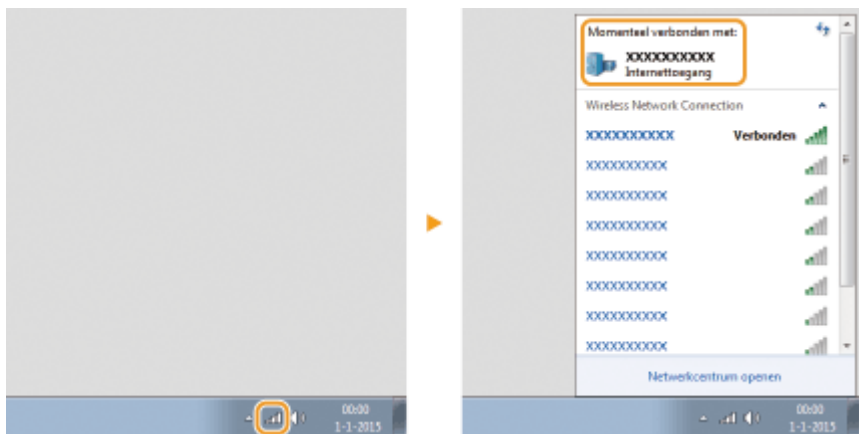 00:00
1-1-2015
Momenteel verbonden met:
XXXXXXXXXX
Internettoegang
Wireless Network Connection
XXXXXXXXXX Verbonden
XXXXXXXXXX
XXXXXXXXXX
XXXXXXXXXX
XXXXXXXXXX
XXXXXXXXXX
XXXXXXXXXX
XXXXXXXXXX
Netwerkcentrum openen
00:00
1-1-2015